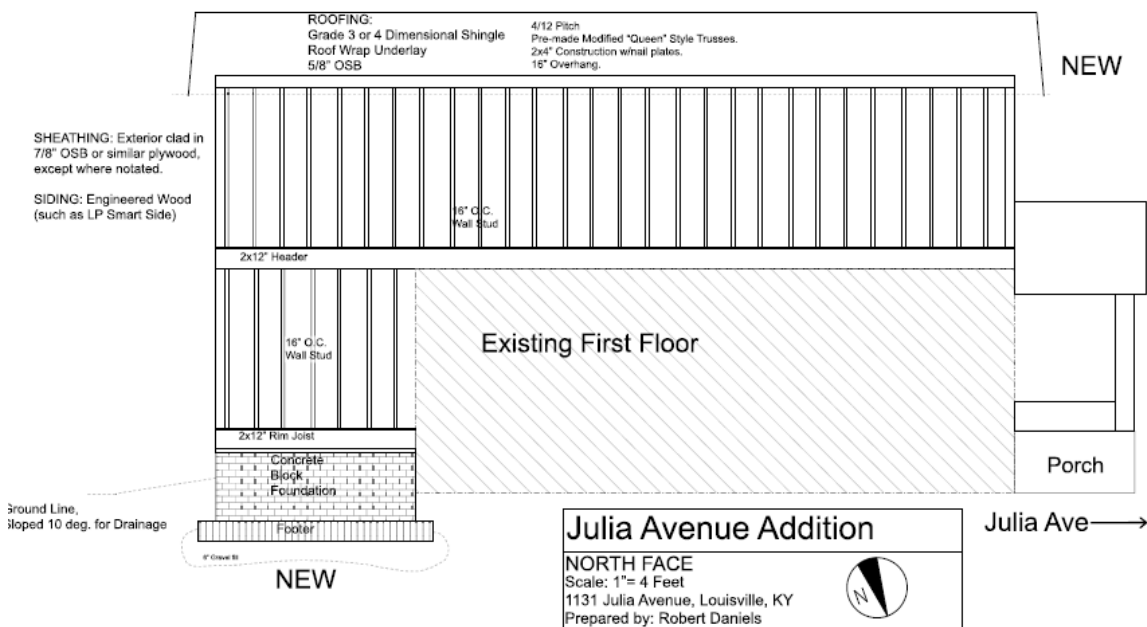 ROOFING:
Grade 3 or 4 Dimensional Shingle
Roof Wrap Underlay
5/8" OSB
4/12 Pitch
Pre-made Modified "Queen" Style Trusses.
2x4" Construction w/nail plates.
16" Overhang.
NEW
SHEATHING: Exterior clad in
7/8" OSB or similar plywood,
except where notated.
SIDING: Engineered Wood
(such as LP Smart Side)
16" O.C.
Wall Stud
2x12" Header
16" O.C.
Wall Stud
Existing First Floor
2x12" Rim Joist
Concrete
Block
Foundation
Porch
Ground Line,
Sloped 10 deg. for Drainage
Footer
6" Gravel
NEW
Julia Avenue Addition
NORTH FACE
Scale: 1"= 4 Feet
1131 Julia Avenue, Louisville, KY
Prepared by: Robert Daniels
N
Julia Ave